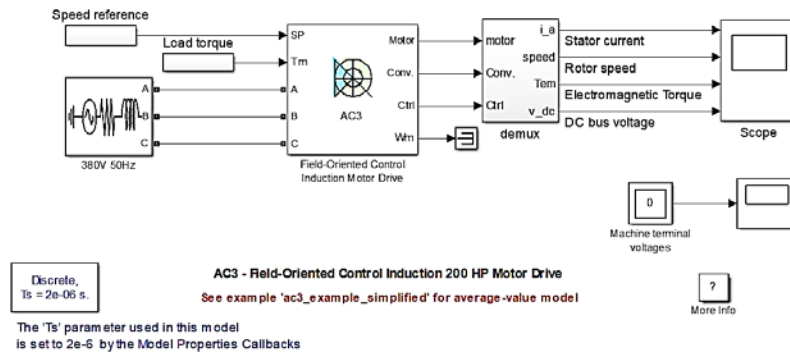 Speed reference
Load torque
SP
Tm
A
B
C
A
B
C
380V 50Hz
AC3
Motor
Conv.
Ctrl
Wm
Field-Oriented Control
Induction Motor Drive
motor
Conv.
Ctrl
i_a
speed
Tem
v_dc
demux
Stator current
Rotor speed
Electromagnetic Torque
DC bus voltage
Scope
0
Machine terminal
voltages
Discrete,
Ts = 2e-06 s.
AC3 - Field-Oriented Control Induction 200 HP Motor Drive
See example 'ac3_example_simplified' for average-value model
?
More Info
The 'Ts' parameter used in this model
is set to 2e-6 by the Model Properties Callbacks